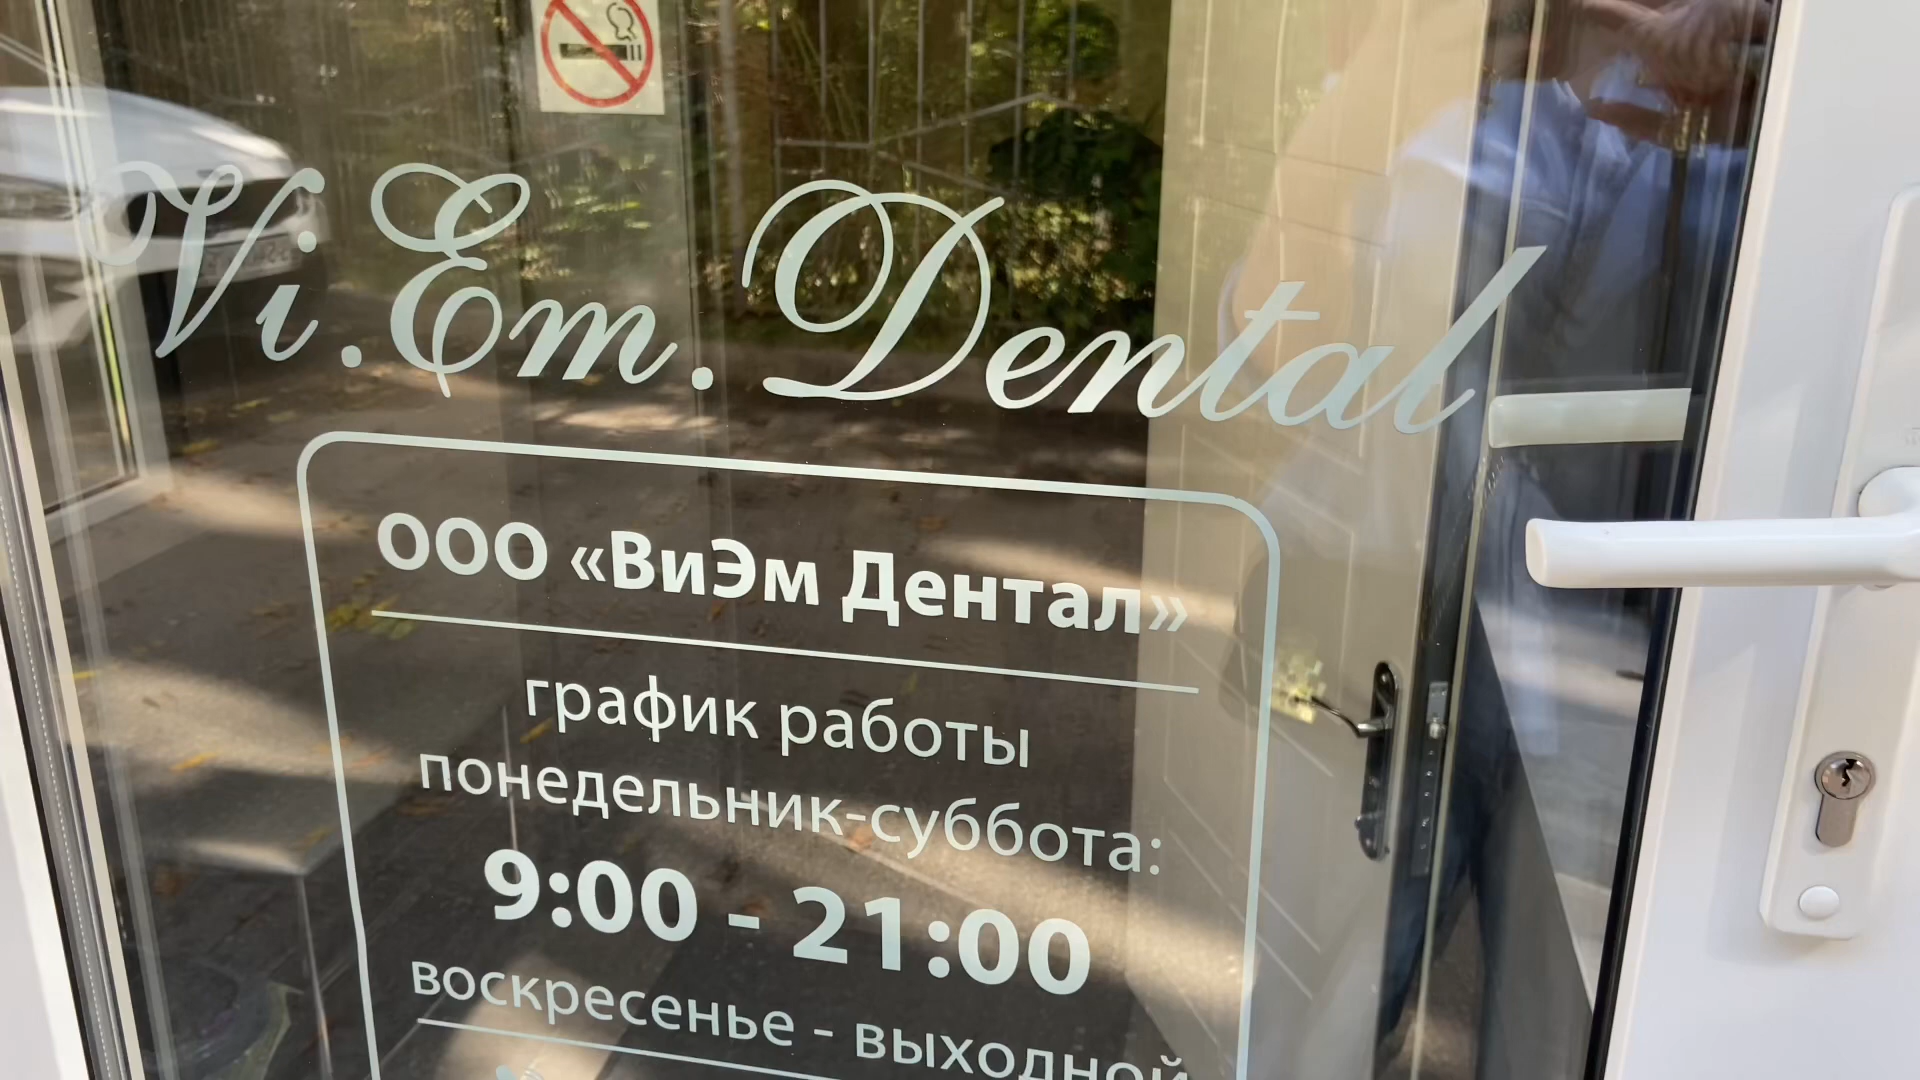 Vi.Em.Dental
ООО «ВиЭм Дентал»
график работы
понедельник-суббота:
9:00 - 21:00
воскресенье - выходной